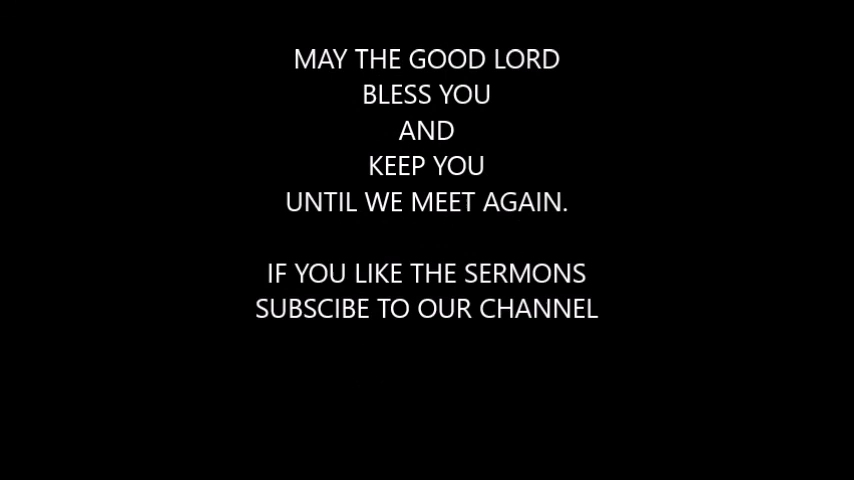 MAY THE GOOD LORD
BLESS YOU
AND
KEEP YOU
UNTIL WE MEET AGAIN.
IF YOU LIKE THE SERMONS
SUBSCIBE TO OUR CHANNEL